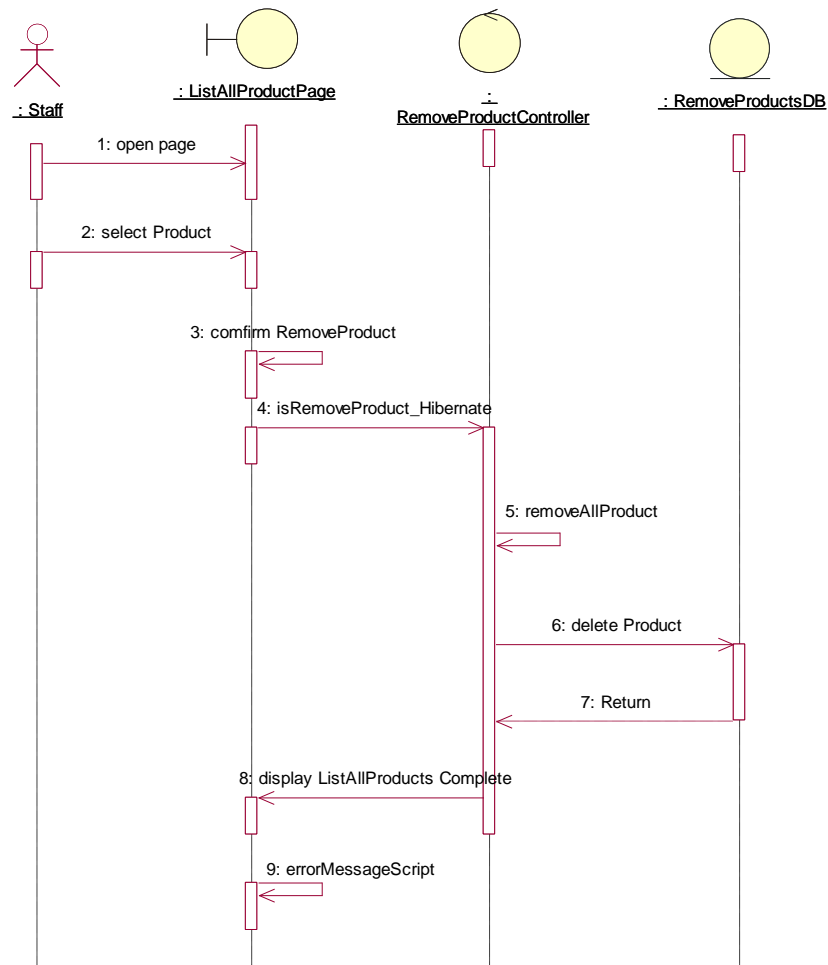 : Staff
: ListAllProductPage
:
RemoveProductController
: RemoveProductsDB
1: open page
2: select Product
3: comfirm RemoveProduct
4: isRemoveProduct_Hibernate
5: removeAllProduct
6: delete Product
7: Return
8: display ListAllProducts Complete
9: errorMessageScript